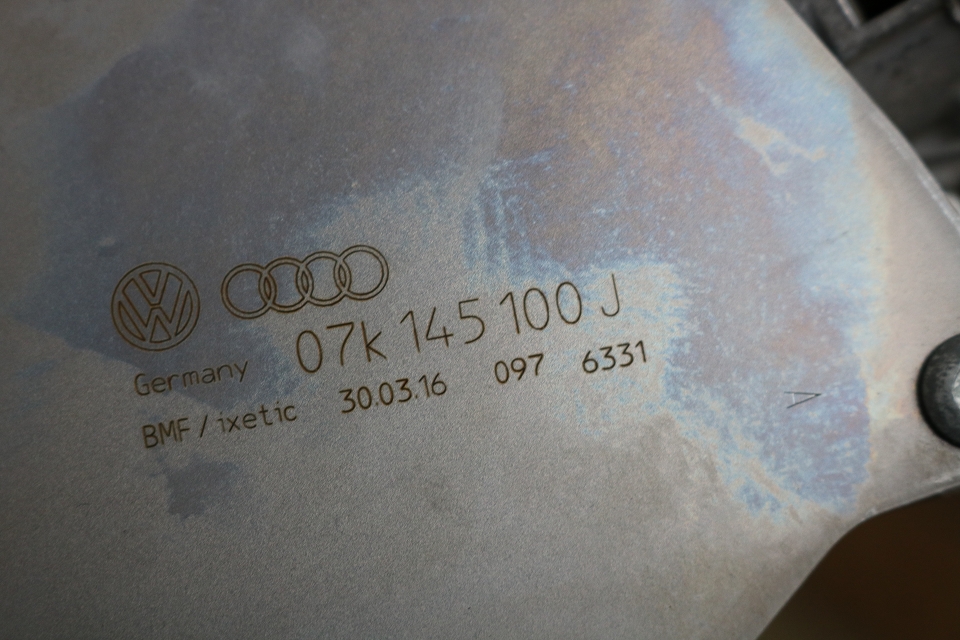 07k 145 100 J
Germany
BMF / ixetic 30.03.16 097 6331
A